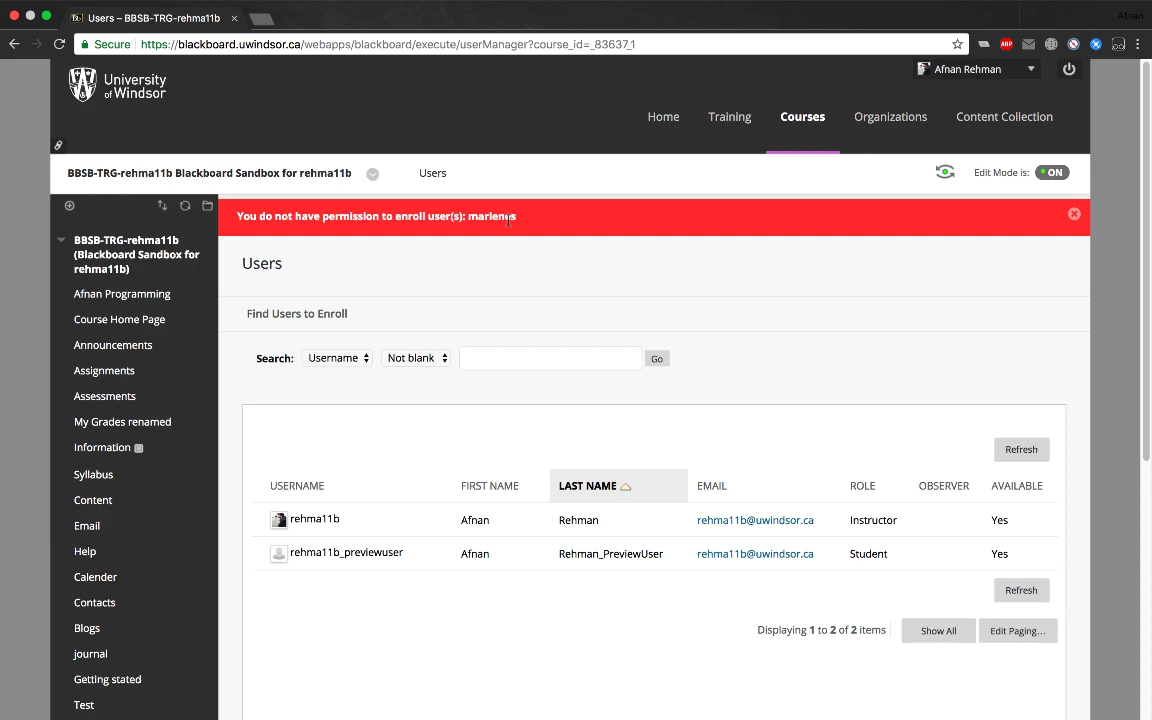 Users – BBSB-TRG-rehma11b
Afnan
Secure
https://blackboard.uwindsor.ca/webapps/blackboard/execute/userManager?course_id=_83637_1
ABP
University
of Windsor
Afnan Rehman
Home
Training
Courses
Organizations
Content Collection
BBSB-TRG-rehma11b Blackboard Sandbox for rehma11b
Users
Edit Mode is:
ON
You do not have permission to enroll user(s): marlenes
BBSB-TRG-rehma11b
(Blackboard Sandbox for
rehma11b)
Afnan Programming
Course Home Page
Announcements
Assignments
Assessments
My Grades renamed
Information
Syllabus
Content
Email
Help
Calender
Contacts
Blogs
journal
Getting stated
Test
Users
Find Users to Enroll
Search:
Username
Not blank
Go
Refresh
USERNAME FIRST NAME LAST NAME EMAIL ROLE OBSERVER AVAILABLE
rehma11b Afnan Rehman rehma11b@uwindsor.ca Instructor Yes
rehma11b_previewuser Afnan Rehman_PreviewUser rehma11b@uwindsor.ca Student Yes
Refresh
Displaying 1 to 2 of 2 items
Show All
Edit Paging...